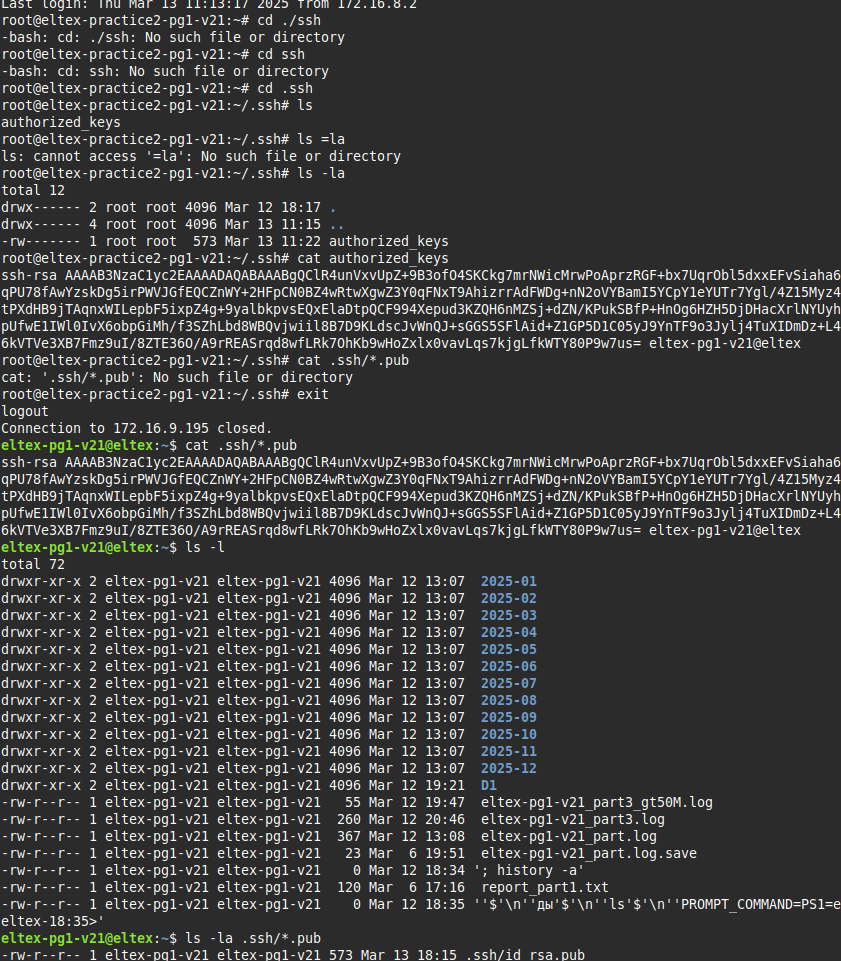 Last login: Thu Mar 13 11:13:17 2025 from 172.16.8.2
root@eltex-practice2-pg1-v21:~# cd ./ssh
-bash: cd: ./ssh: No such file or directory
root@eltex-practice2-pg1-v21:~# cd ssh
-bash: cd: ssh: No such file or directory
root@eltex-practice2-pg1-v21:~# cd .ssh
root@eltex-practice2-pg1-v21:~/.ssh# ls
authorized_keys
root@eltex-practice2-pg1-v21:~/.ssh# ls =la
ls: cannot access '=la': No such file or directory
root@eltex-practice2-pg1-v21:~/.ssh# ls -la
total 12
drwx------ 2 root root 4096 Mar 12 18:17 .
drwx------ 4 root root 4096 Mar 13 11:15 ..
-rw------- 1 root root  573 Mar 13 11:22 authorized_keys
root@eltex-practice2-pg1-v21:~/.ssh# cat authorized_keys
ssh-rsa AAAAB3NzaC1yc2EAAAADAQABAAABgQClR4unVxvUpZ+9B3ofO4SKCkg7mrNWicMrwPoAprzRGF+bx7UqrObl5dxxEFvSiaha6
qPU78fAwYzskDg5irPWVJGfEQCZnWY+2HFpCN0BZ4wRtwXgwZ3Y0qFNxT9AhizrrAdFWDg+nN2oVYBamI5YCpY1eYUTr7Ygl/4Z15Myz4
tPXdHB9jTAqnxWILepbF5ixpZ4g+9yalbkpvsEQxElaDtpQCF994Xepud3KZQH6nMZSj+dZN/KPukSBfP+HnOg6HZH5DjDHacXrlNYUyh
pUfwE1IWl0IvX6obpGiMh/f3SZhLbd8WBQvjwiil8B7D9KLdscJvWnQJ+sGGS5SFlAid+Z1GP5D1C05yJ9YnTF9o3Jylj4TuXIDmDz+L4
6kVTVe3XB7Fmz9uI/8ZTE36O/A9rREASrqd8wfLRk7OhKb9wHoZxlx0vavLqs7kjgLfkWTY80P9w7us= eltex-pg1-v21@eltex
root@eltex-practice2-pg1-v21:~/.ssh# cat .ssh/*.pub
cat: '.ssh/*.pub': No such file or directory
root@eltex-practice2-pg1-v21:~/.ssh# exit
logout
Connection to 172.16.9.195 closed.
eltex-pg1-v21@eltex:~$ cat .ssh/*.pub
ssh-rsa AAAAB3NzaC1yc2EAAAADAQABAAABgQClR4unVxvUpZ+9B3ofO4SKCkg7mrNWicMrwPoAprzRGF+bx7UqrObl5dxxEFvSiaha6
qPU78fAwYzskDg5irPWVJGfEQCZnWY+2HFpCN0BZ4wRtwXgwZ3Y0qFNxT9AhizrrAdFWDg+nN2oVYBamI5YCpY1eYUTr7Ygl/4Z15Myz4
tPXdHB9jTAqnxWILepbF5ixpZ4g+9yalbkpvsEQxElaDtpQCF994Xepud3KZQH6nMZSj+dZN/KPukSBfP+HnOg6HZH5DjDHacXrlNYUyh
pUfwE1IWl0IvX6obpGiMh/f3SZhLbd8WBQvjwiil8B7D9KLdscJvWnQJ+sGGS5SFlAid+Z1GP5D1C05yJ9YnTF9o3Jylj4TuXIDmDz+L4
6kVTVe3XB7Fmz9uI/8ZTE36O/A9rREASrqd8wfLRk7OhKb9wHoZxlx0vavLqs7kjgLfkWTY80P9w7us= eltex-pg1-v21@eltex
eltex-pg1-v21@eltex:~$ ls -l
total 72
drwxr-xr-x 2 eltex-pg1-v21 eltex-pg1-v21 4096 Mar 12 13:07  2025-01
drwxr-xr-x 2 eltex-pg1-v21 eltex-pg1-v21 4096 Mar 12 13:07  2025-02
drwxr-xr-x 2 eltex-pg1-v21 eltex-pg1-v21 4096 Mar 12 13:07  2025-03
drwxr-xr-x 2 eltex-pg1-v21 eltex-pg1-v21 4096 Mar 12 13:07  2025-04
drwxr-xr-x 2 eltex-pg1-v21 eltex-pg1-v21 4096 Mar 12 13:07  2025-05
drwxr-xr-x 2 eltex-pg1-v21 eltex-pg1-v21 4096 Mar 12 13:07  2025-06
drwxr-xr-x 2 eltex-pg1-v21 eltex-pg1-v21 4096 Mar 12 13:07  2025-07
drwxr-xr-x 2 eltex-pg1-v21 eltex-pg1-v21 4096 Mar 12 13:07  2025-08
drwxr-xr-x 2 eltex-pg1-v21 eltex-pg1-v21 4096 Mar 12 13:07  2025-09
drwxr-xr-x 2 eltex-pg1-v21 eltex-pg1-v21 4096 Mar 12 13:07  2025-10
drwxr-xr-x 2 eltex-pg1-v21 eltex-pg1-v21 4096 Mar 12 13:07  2025-11
drwxr-xr-x 2 eltex-pg1-v21 eltex-pg1-v21 4096 Mar 12 13:07  2025-12
drwxr-xr-x 2 eltex-pg1-v21 eltex-pg1-v21 4096 Mar 12 19:21  D1
-rw-r--r-- 1 eltex-pg1-v21 eltex-pg1-v21   55 Mar 12 19:47  eltex-pg1-v21_part3_gt50M.log
-rw-r--r-- 1 eltex-pg1-v21 eltex-pg1-v21  260 Mar 12 20:46  eltex-pg1-v21_part3.log
-rw-r--r-- 1 eltex-pg1-v21 eltex-pg1-v21  367 Mar 12 13:08  eltex-pg1-v21_part.log
-rw-r--r-- 1 eltex-pg1-v21 eltex-pg1-v21   23 Mar  6 19:51  eltex-pg1-v21_part.log.save
-rw-r--r-- 1 eltex-pg1-v21 eltex-pg1-v21    0 Mar 12 18:34 '; history -a'
-rw-r--r-- 1 eltex-pg1-v21 eltex-pg1-v21  120 Mar  6 17:16  report_part1.txt
-rw-r--r-- 1 eltex-pg1-v21 eltex-pg1-v21    0 Mar 12 18:35 ''$'\n''ды'$'\n''ls'$'\n''PROMPT_COMMAND=PS1=e
eltex-18:35>'
eltex-pg1-v21@eltex:~$ ls -la .ssh/*.pub
-rw-r--r-- 1 eltex-pg1-v21 eltex-pg1-v21 573 Mar 13 18:15 .ssh/id_rsa.pub